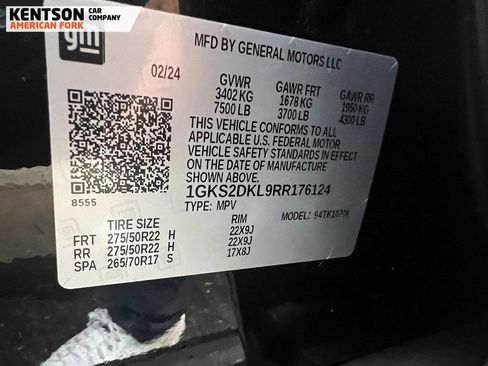 KENTSON CAR COMPANY
AMERICAN FORK
gm
MFD BY GENERAL MOTORS LLC
02/24
GVWR GAWR FRT GAWR RR
3402 KG 1678 KG 1950 KG
7500 LB 3700 LB 4300 LB
THIS VEHICLE CONFORMS TO ALL
APPLICABLE U.S. FEDERAL MOTOR
VEHICLE SAFETY STANDARDS IN EFFECT
ON THE DATE OF MANUFACTURE
SHOWN ABOVE.
1GKS2DKL9RR176124
TYPE: MPV MODEL: 94TK10706
8555
TIRE SIZE RIM
FRT 275/50R22 H 22X9J
RR 275/50R22 H 22X9J
SPA 265/70R17 S 17X8J